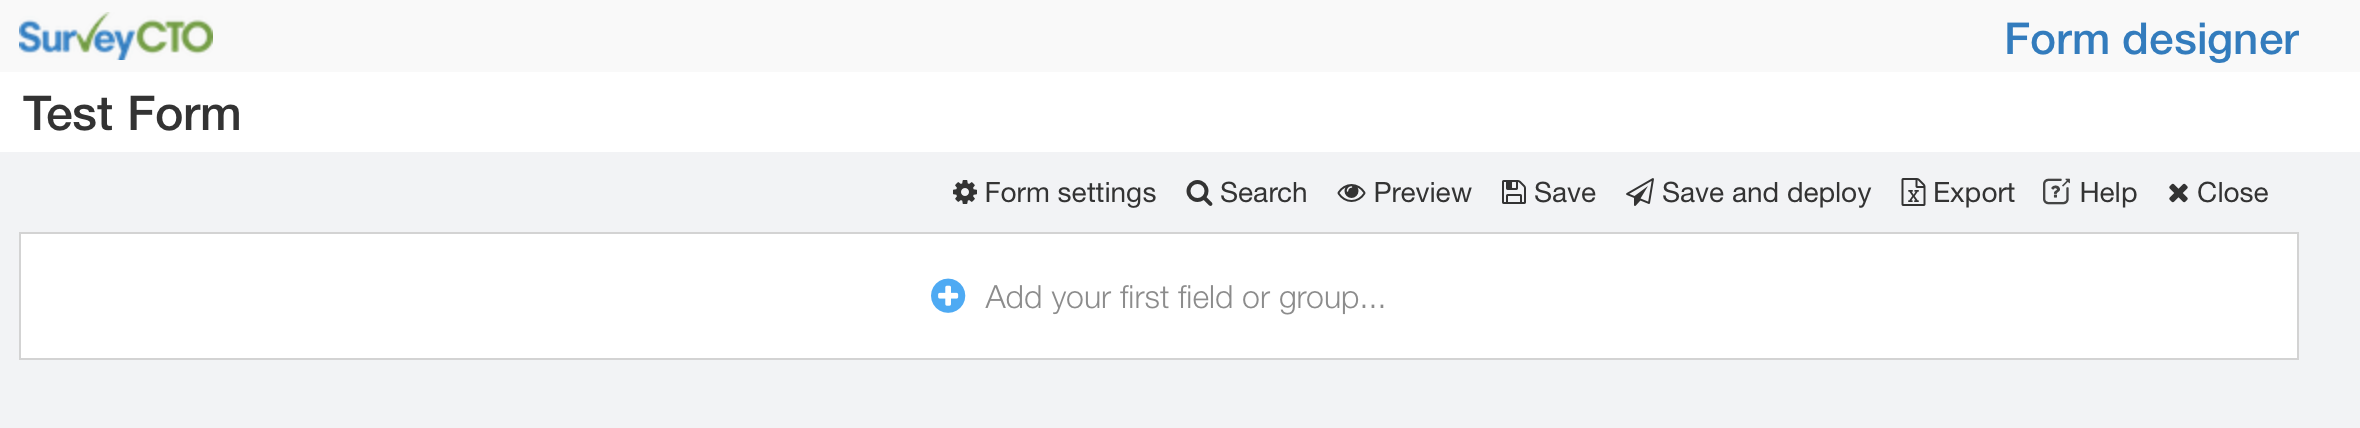 SurveyCTO
Form designer
Test Form
Form settings Search Preview Save Save and deploy Export Help Close
Add your first field or group...